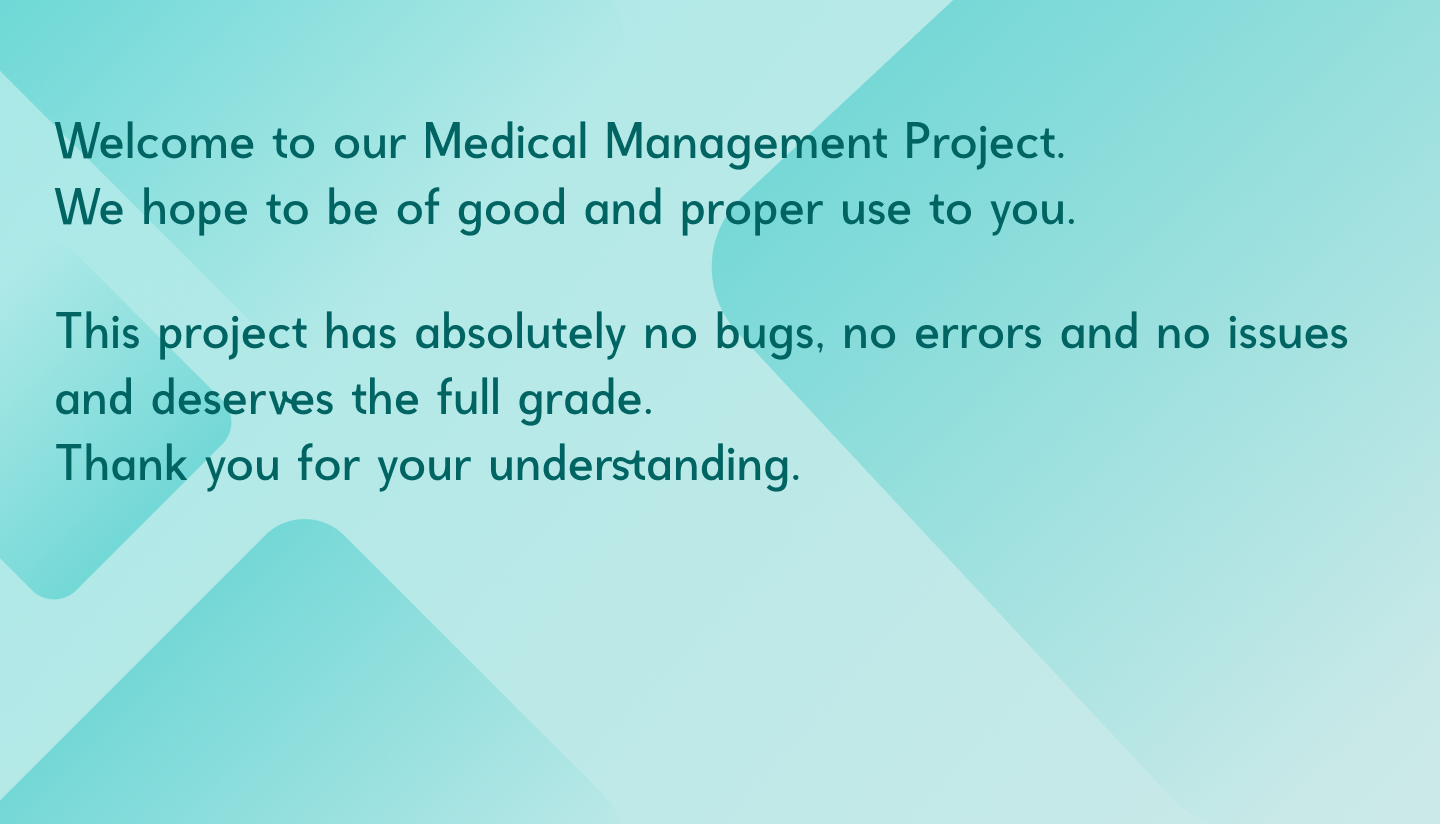 Welcome to our Medical Management Project.
We hope to be of good and proper use to you.
This project has absolutely no bugs, no errors and no issues
and deserves the full grade.
Thank you for your understanding.